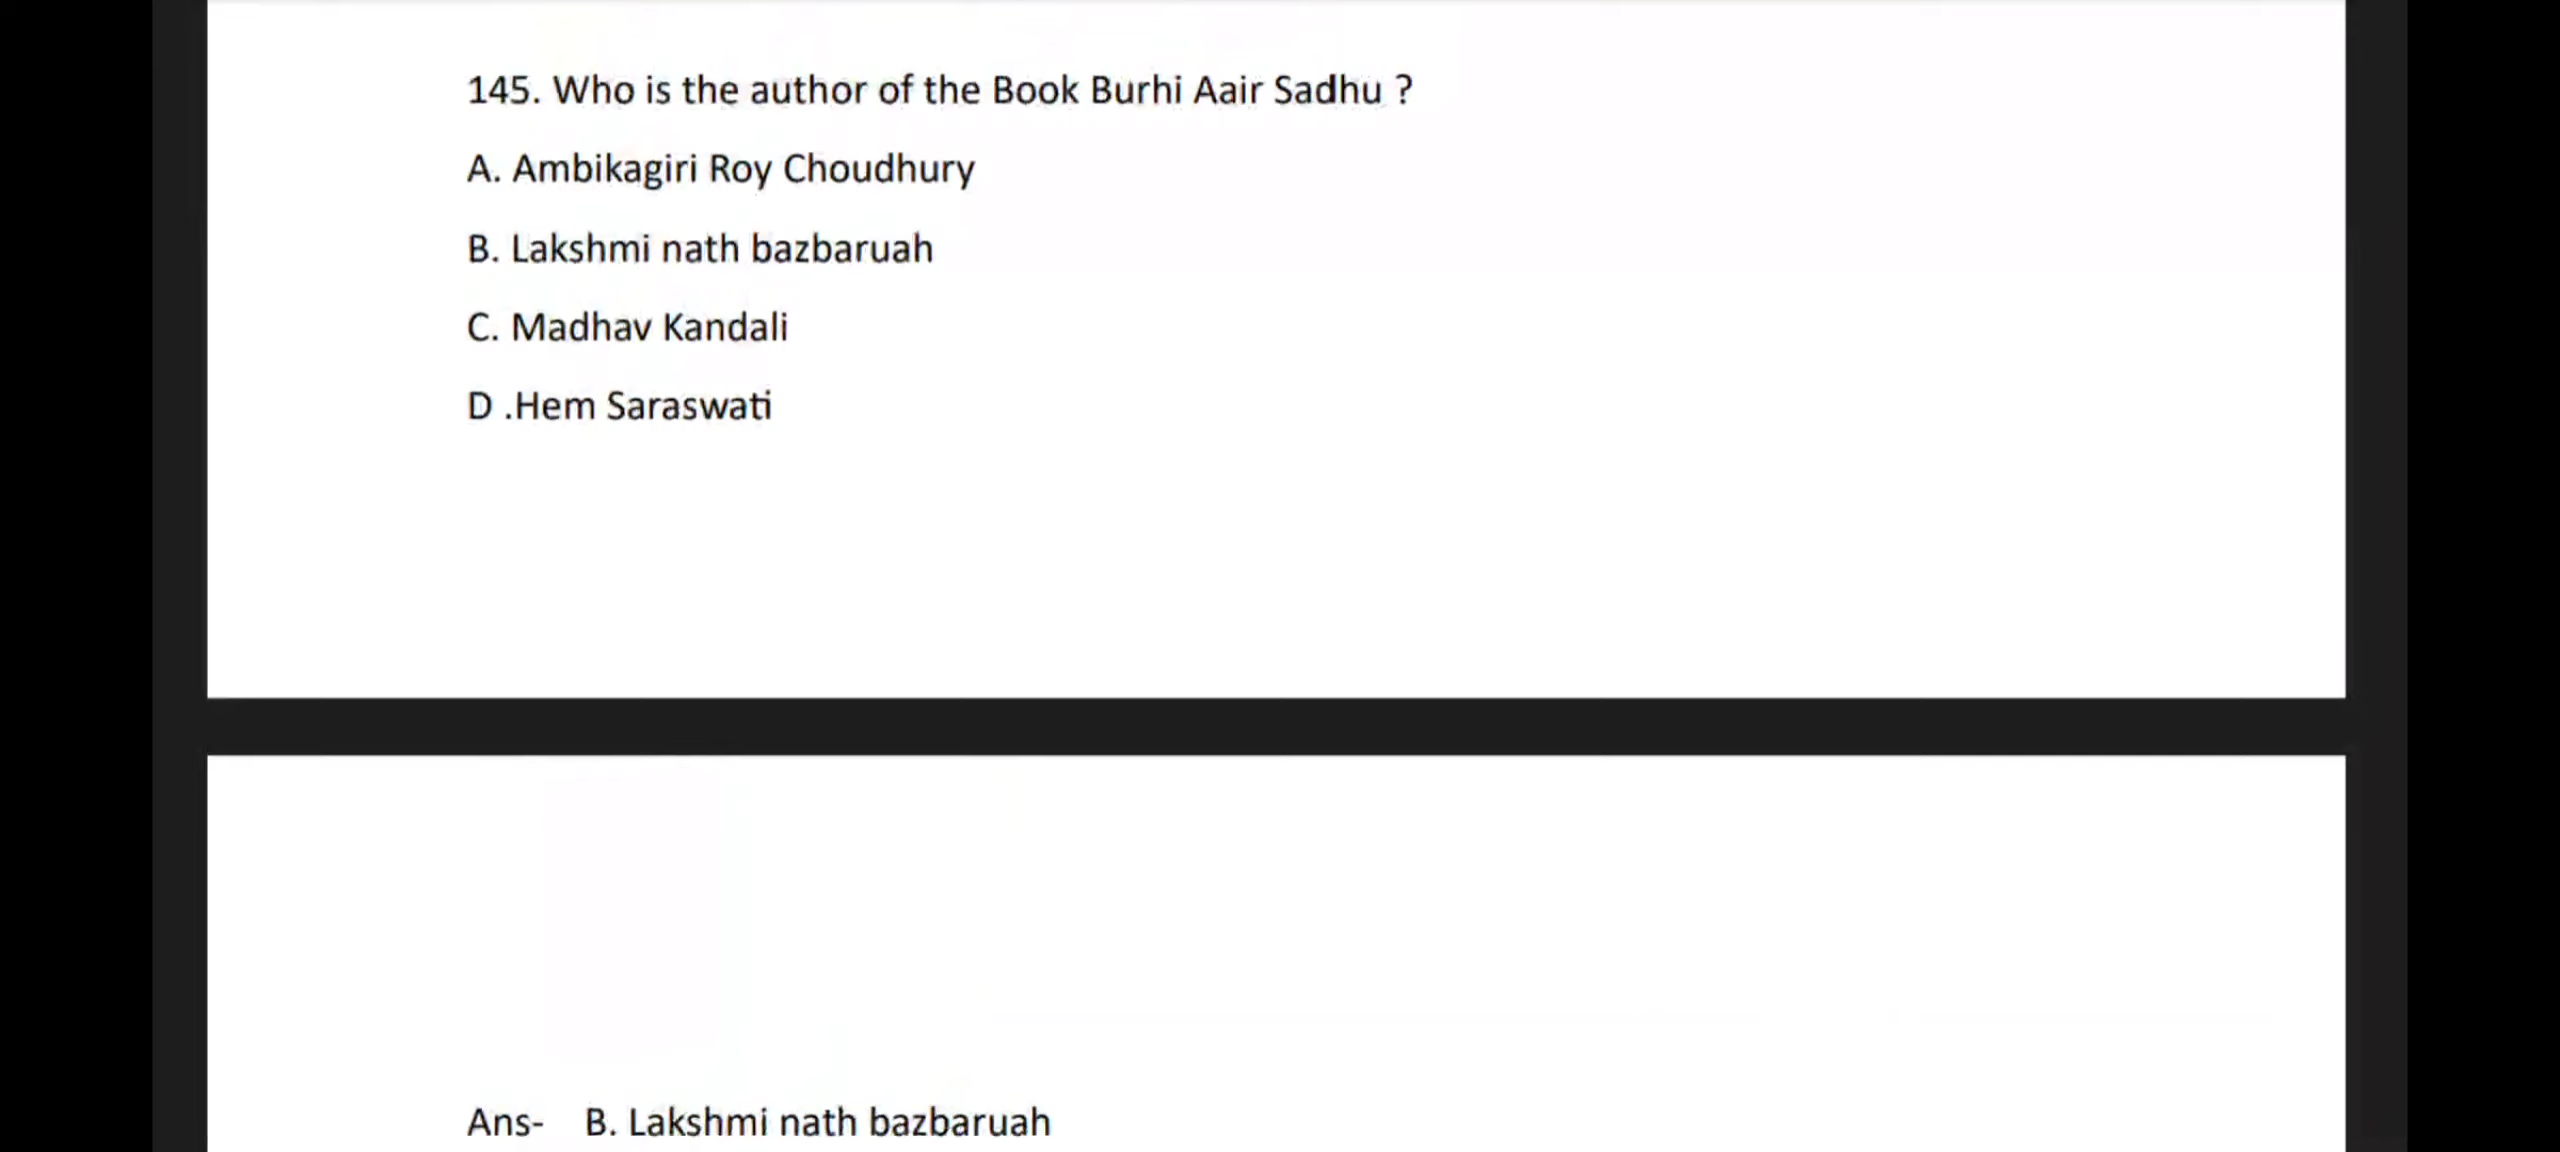 145. Who is the author of the Book Burhi Aair Sadhu ?
A. Ambikagiri Roy Choudhury
B. Lakshmi nath bazbaruah
C. Madhav Kandali
D .Hem Saraswati
Ans- B. Lakshmi nath bazbaruah